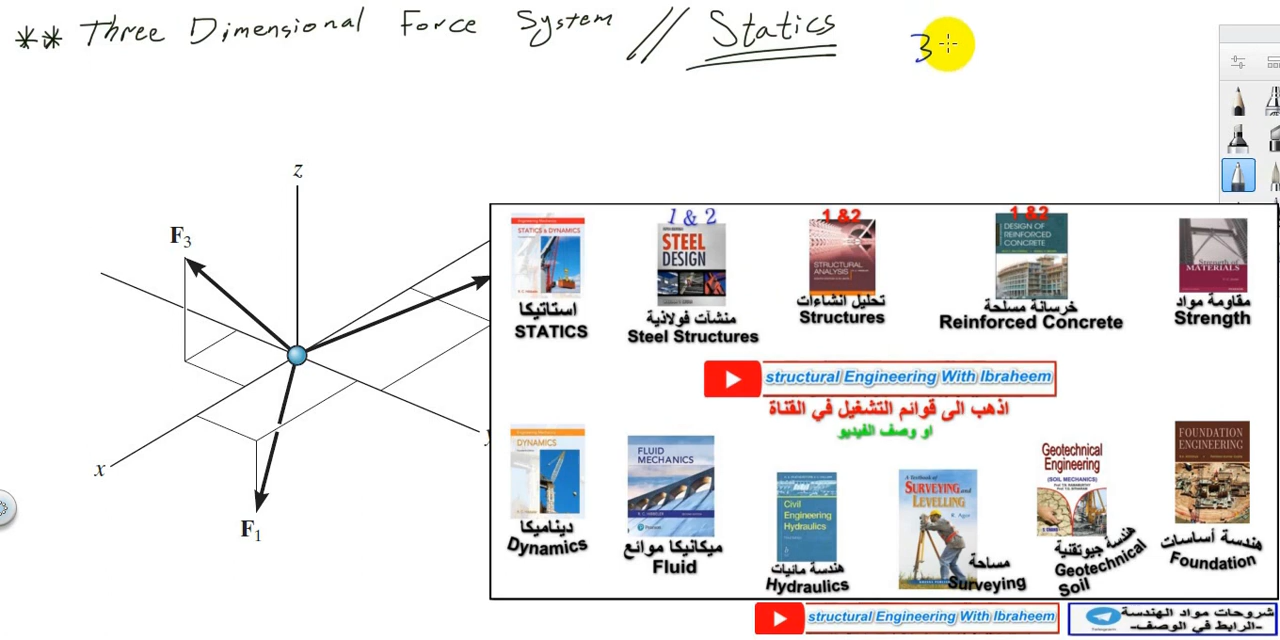 ** Three Dimensional Force System // Statics 3
z
F3
x
F1
1 & 2
1 &2
1 &2
STATICS & DYNAMICS
STEEL DESIGN
STRUCTURAL ANALYSIS
DESIGN OF REINFORCED CONCRETE
Strength of MATERIALS
استاتيكا
STATICS
منشآت فولاذية
Steel Structures
تحليل انشاءات
Structures
خرسانة مسلحة
Reinforced Concrete
مقاومة مواد
Strength
structural Engineering With Ibraheem
اذهب الى قوائم التشغيل في القناة
او وصف الفيديو
DYNAMICS
FLUID MECHANICS
Civil Engineering Hydraulics
A Textbook of
SURVEYING and LEVELLING
Geotechnical Engineering
(SOIL MECHANICS)
FOUNDATION ENGINEERING
ديناميكا
Dynamics
ميكانيكا موائع
Fluid
هندسة مائيات
Hydraulics
مساحة
Surveying
هندسة جيوتقنية
Geotechnical
Soil
هندسة أساسات
Foundation
structural Engineering With Ibraheem
شروحات مواد الهندسة
-الرابط في الوصف-